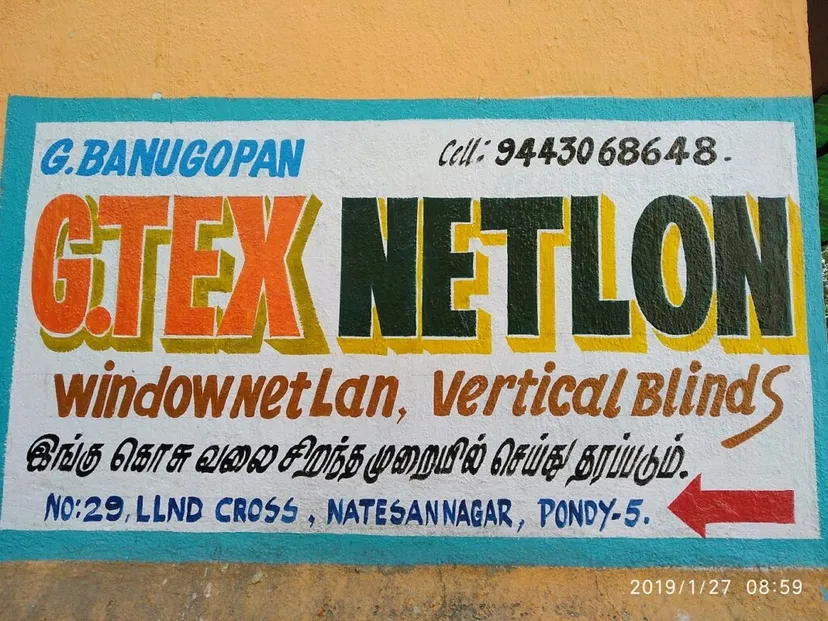 G.BANUGOPAN Cell: 9443068648.
G.TEX NETLON
WindowNetLan, Vertical Blinds
இங்கு கொசு வலை சிறந்த முறையில் செய்து தரப்படும்.
NO:29, LLND CROSS, NATESANNAGAR, PONDY-5.
2019/1/27 08:59